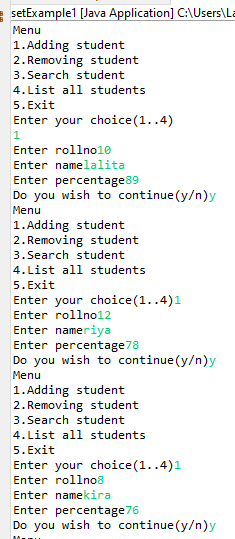 setExample1 [Java Application] C:\Users\La
Menu
1.Adding student
2.Removing student
3.Search student
4.List all students
5.Exit
Enter your choice(1..4)
1
Enter rollno10
Enter namelalita
Enter percentage89
Do you wish to continue(y/n)y
Menu
1.Adding student
2.Removing student
3.Search student
4.List all students
5.Exit
Enter your choice(1..4)1
Enter rollno12
Enter nameriya
Enter percentage78
Do you wish to continue(y/n)y
Menu
1.Adding student
2.Removing student
3.Search student
4.List all students
5.Exit
Enter your choice(1..4)1
Enter rollno8
Enter namekira
Enter percentage76
Do you wish to continue(y/n)y
Menu